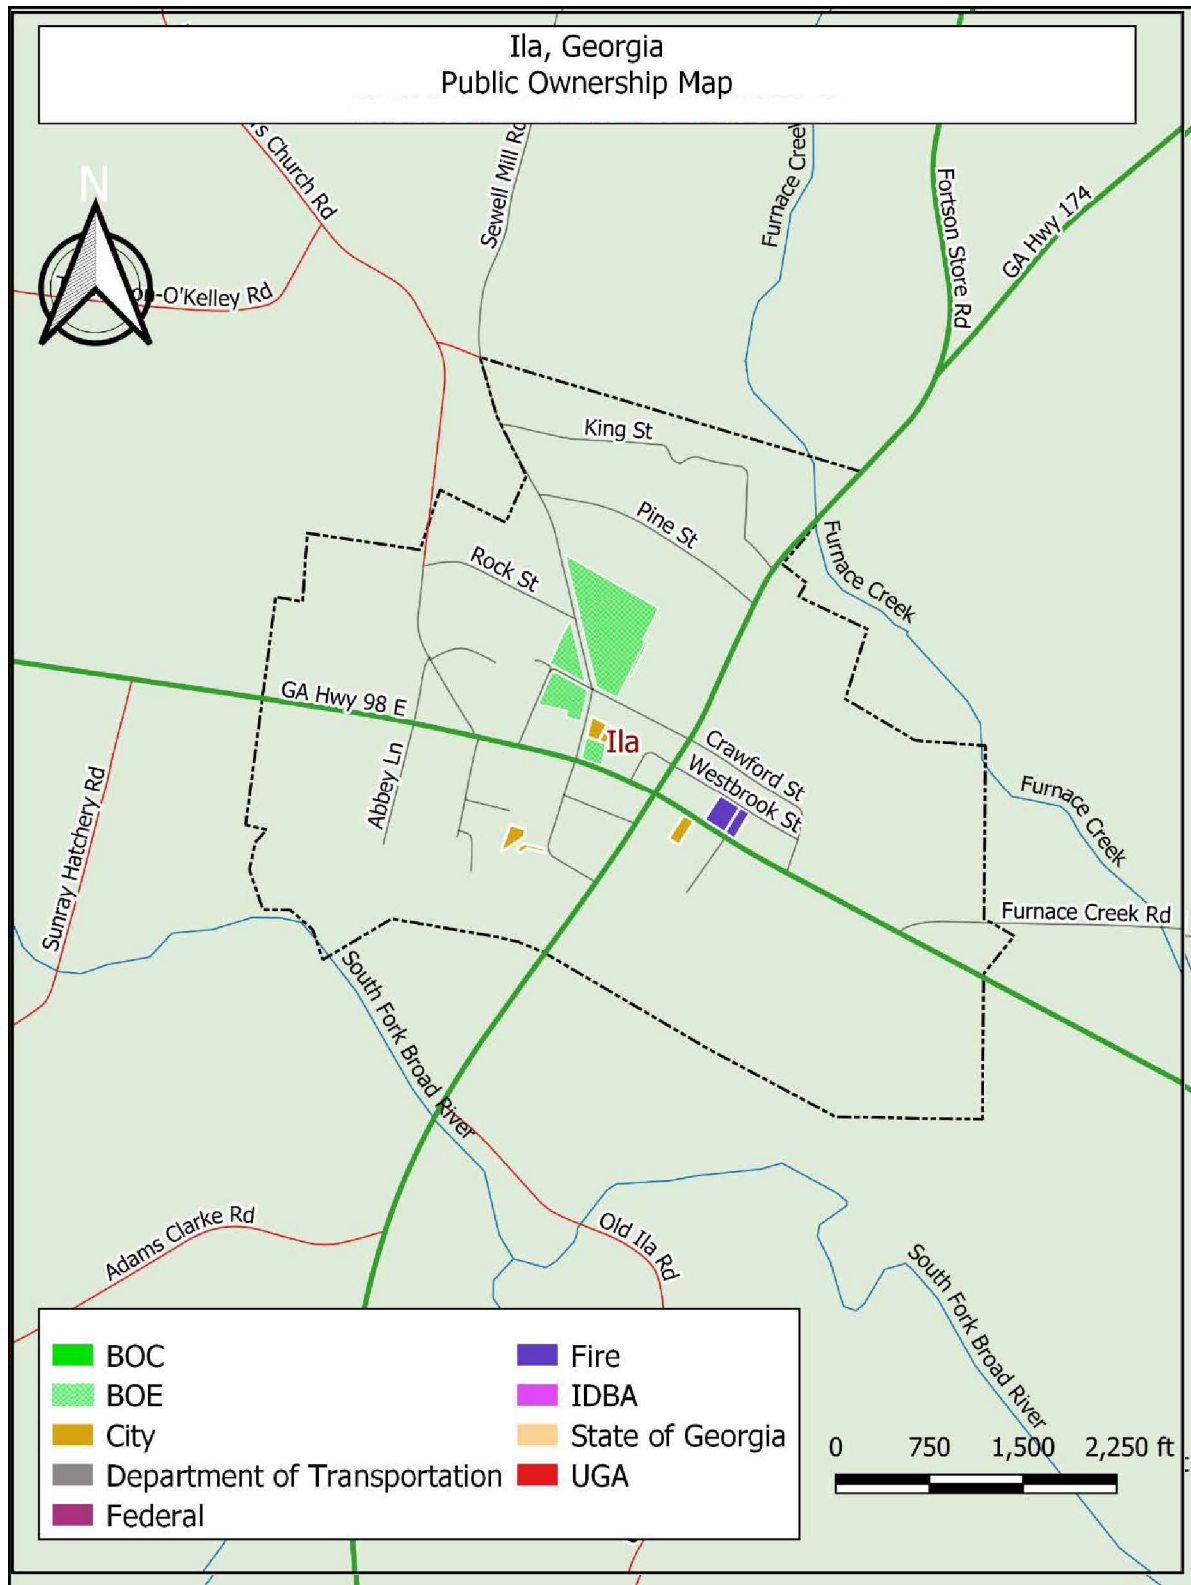 Ila, Georgia
Public Ownership Map
N
Church Rd
Sewell Mill Rd
Furnace Creek
Fortson Store Rd
GA Hwy 174
-O'Kelley Rd
King St
Pine St
Rock St
Furnace Creek
GA Hwy 98 E
Ila
Crawford St
Westbrook St
Abbey Ln
Sunray Hatchery Rd
Furnace Creek
Furnace Creek Rd
South Fork Broad River
Adams Clarke Rd
Old Ila Rd
South Fork Broad River
BOC
BOE
City
Department of Transportation
Federal
Fire
IDBA
State of Georgia
UGA
0 750 1,500 2,250 ft